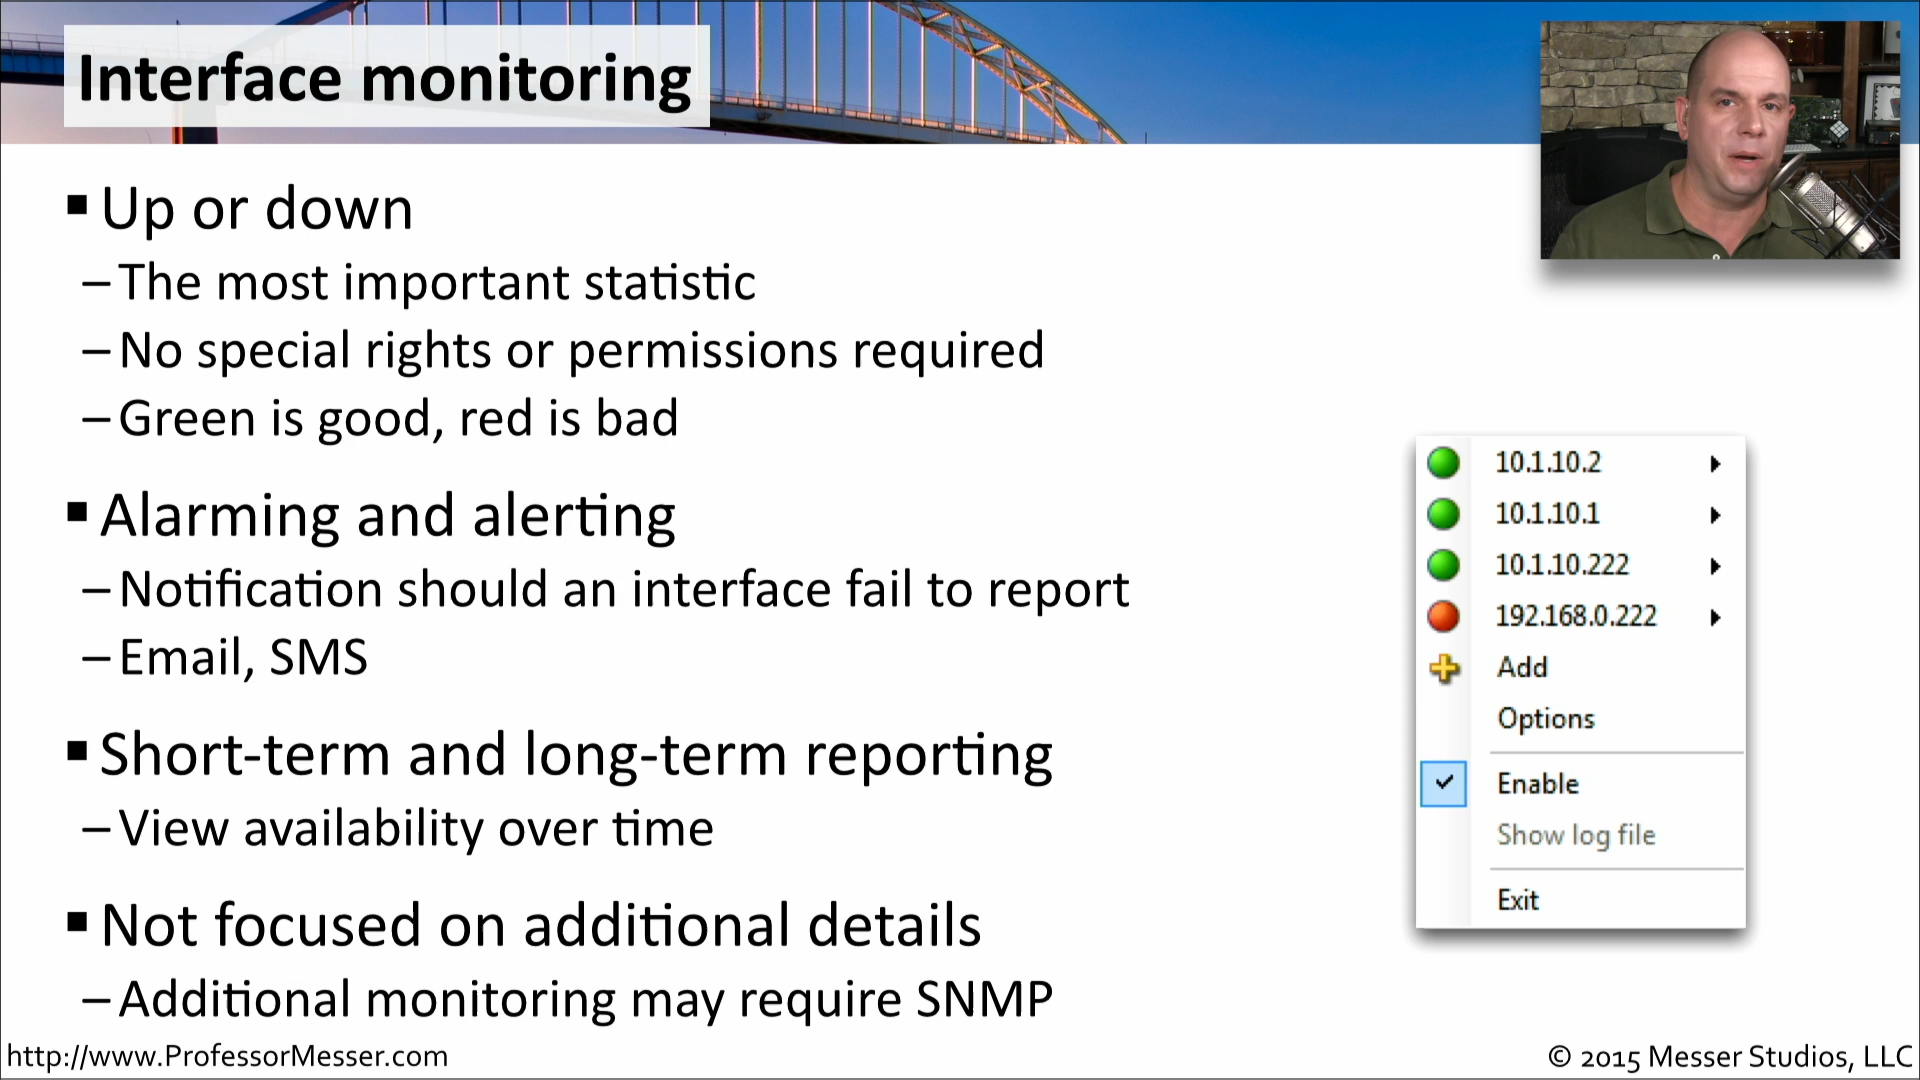 Interface monitoring
▪ Up or down
– The most important statistic
– No special rights or permissions required
– Green is good, red is bad
▪ Alarming and alerting
– Notification should an interface fail to report
– Email, SMS
▪ Short-term and long-term reporting
– View availability over time
▪ Not focused on additional details
– Additional monitoring may require SNMP
10.1.10.2
10.1.10.1
10.1.10.222
192.168.0.222
Add
Options
Enable
Show log file
Exit
http://www.ProfessorMesser.com
© 2015 Messer Studios, LLC